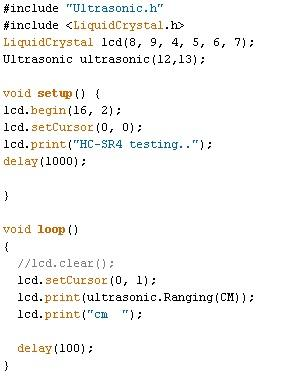 #include "Ultrasonic.h"
#include <LiquidCrystal.h>
LiquidCrystal lcd(8, 9, 4, 5, 6, 7);
Ultrasonic ultrasonic(12,13);
void setup() {
lcd.begin(16, 2);
lcd.setCursor(0, 0);
lcd.print("HC-SR4 testing..");
delay(1000);
}
void loop()
{
//lcd.clear();
lcd.setCursor(0, 1);
lcd.print(ultrasonic.Ranging(CM));
lcd.print("cm  ");
delay(100);
}